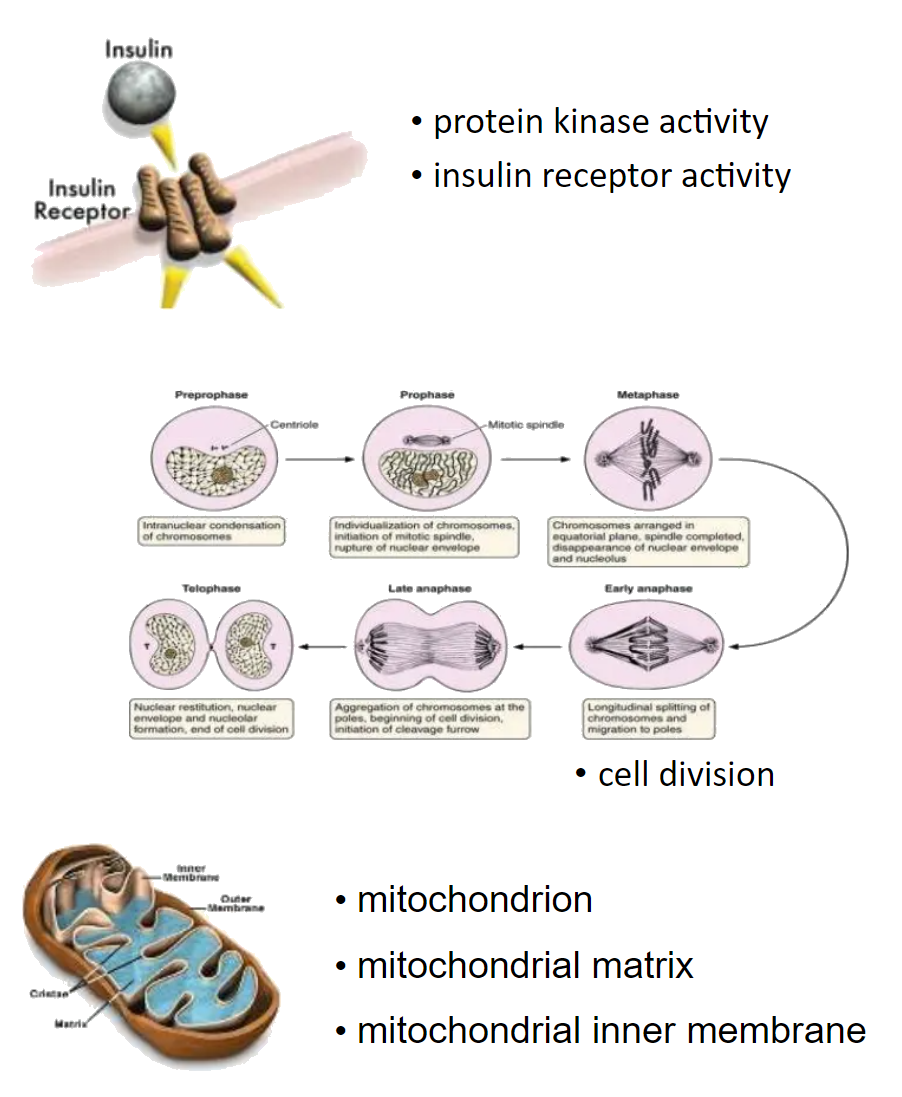 Insulin
Insulin
Receptor
• protein kinase activity
• insulin receptor activity
Preprophase
Centriole
Intranuclear condensation
of chromosomes
Prophase
Mitotic spindle
Individualization of chromosomes,
initiation of mitotic spindle,
rupture of nuclear envelope
Metaphase
Chromosomes arranged in
equatorial plane, spindle completed,
disappearance of nuclear envelope
and nucleolus
Telophase
Nuclear restitution, nuclear
envelope and nucleolar
formation, end of cell division
Late anaphase
Aggregation of chromosomes at the
poles, beginning of cell division,
initiation of cleavage furrow
Early anaphase
Longitudinal splitting of
chromosomes and
migration to poles
• cell division
Inner
Membrane
Outer
Membrane
Cristae
Matrix
• mitochondrion
• mitochondrial matrix
• mitochondrial inner membrane